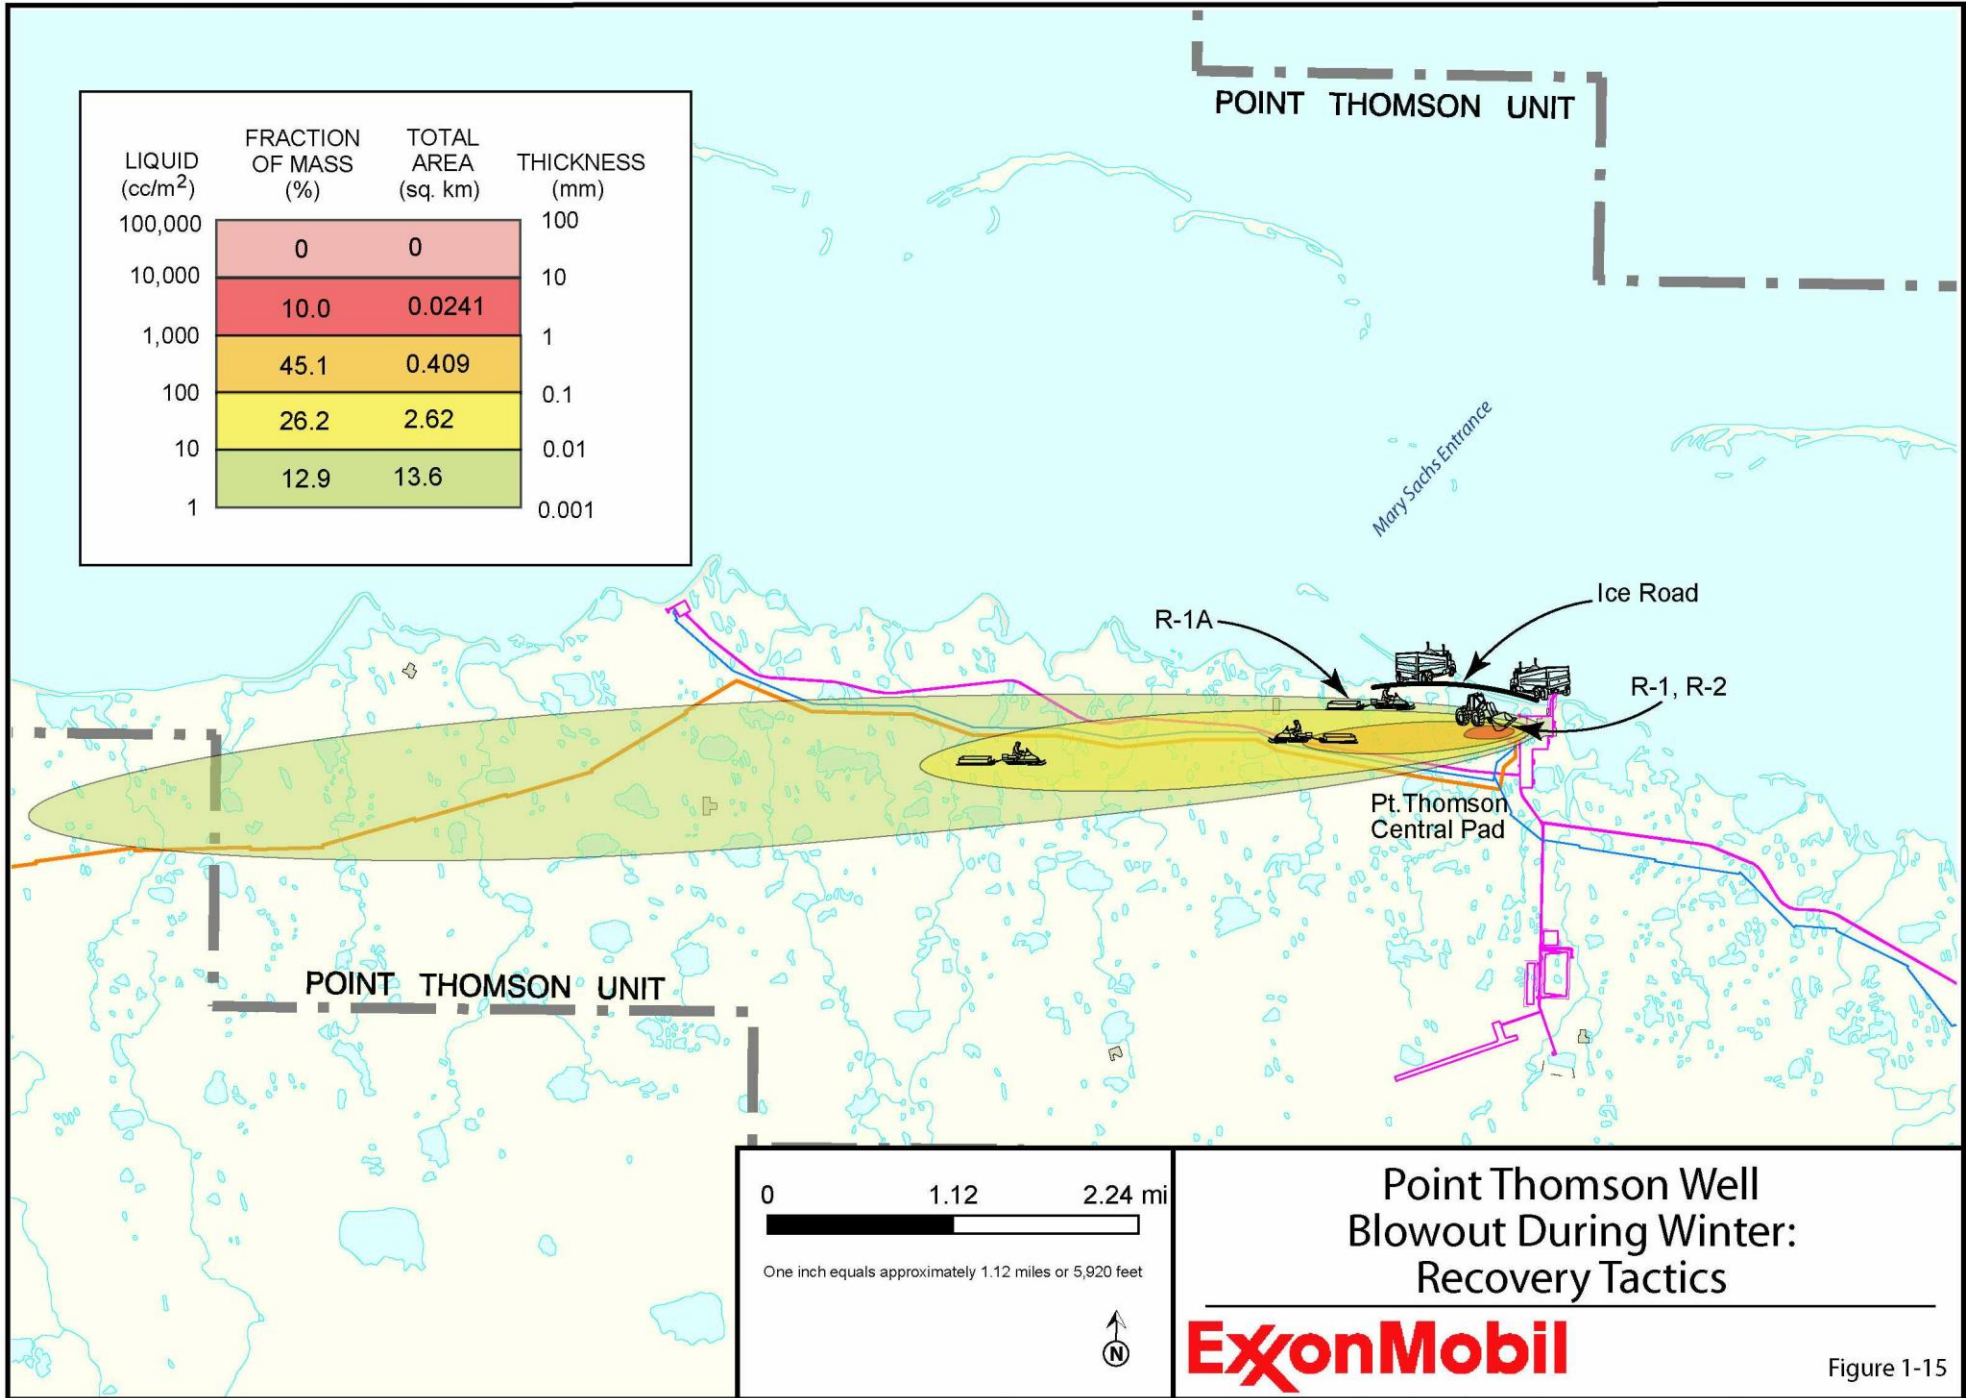 POINT THOMSON UNIT
LIQUID
(cc/m²)
FRACTION
OF MASS
(%)
TOTAL
AREA
(sq. km)
THICKNESS
(mm)
100,000
100
0
0
10,000
10
10.0
0.0241
1,000
1
45.1
0.409
100
0.1
26.2
2.62
10
0.01
12.9
13.6
1
0.001
Mary Sachs Entrance
Ice Road
R-1A
R-1, R-2
Pt. Thomson
Central Pad
POINT THOMSON UNIT
0 1.12 2.24 mi
One inch equals approximately 1.12 miles or 5,920 feet
N
Point Thomson Well
Blowout During Winter:
Recovery Tactics
ExxonMobil
Figure 1-15